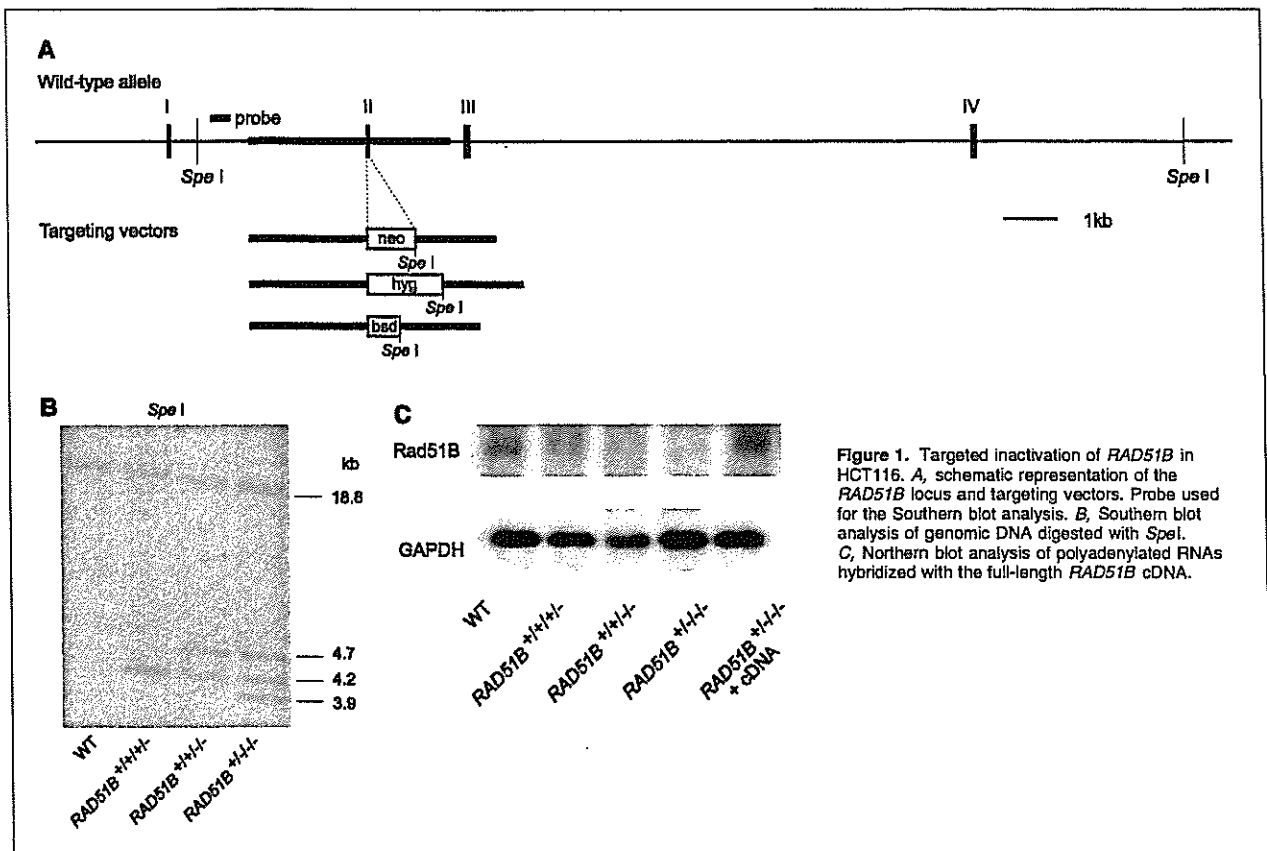 A
Wild-type allele
I II III IV
probe
Spe I Spe I
Targeting vectors
neo
Spe I
1kb
hyg
Spe I
bsd
Spe I
B
Spe I
kb
18.8
4.7
4.2
3.9
WT
RAD51B+/+/+/-
RAD51B+/+/-/-
RAD51B+/-/-/-
C
Rad51B
GAPDH
WT
RAD51B+/+/+/-
RAD51B+/+/-/-
RAD51B+/-/-/-
RAD51B+/-/-/-
+ cDNA
Figure 1. Targeted inactivation of RAD51B in
HCT116. A, schematic representation of the
RAD51B locus and targeting vectors. Probe used
for the Southern blot analysis. B, Southern blot
analysis of genomic DNA digested with SpeI.
C, Northern blot analysis of polyadenylated RNAs
hybridized with the full-length RAD51B cDNA.